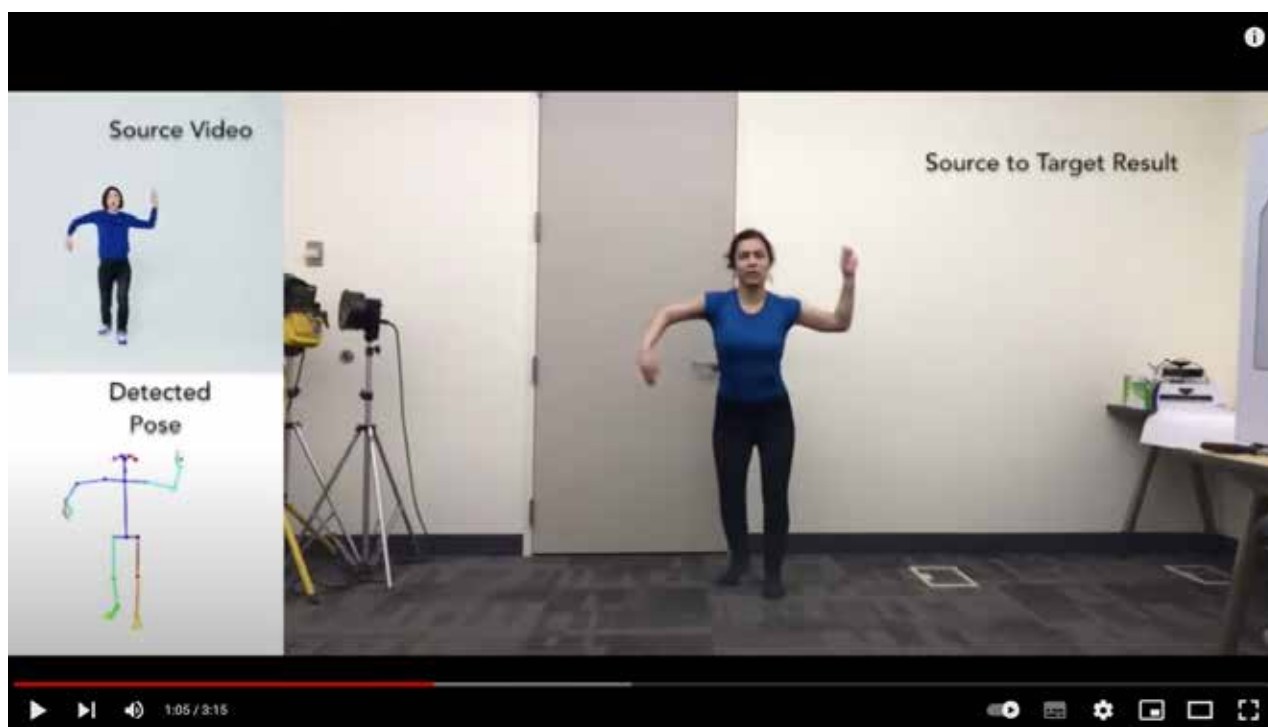 Source Video
Source to Target Result
Detected
Pose
1:05 / 3:15